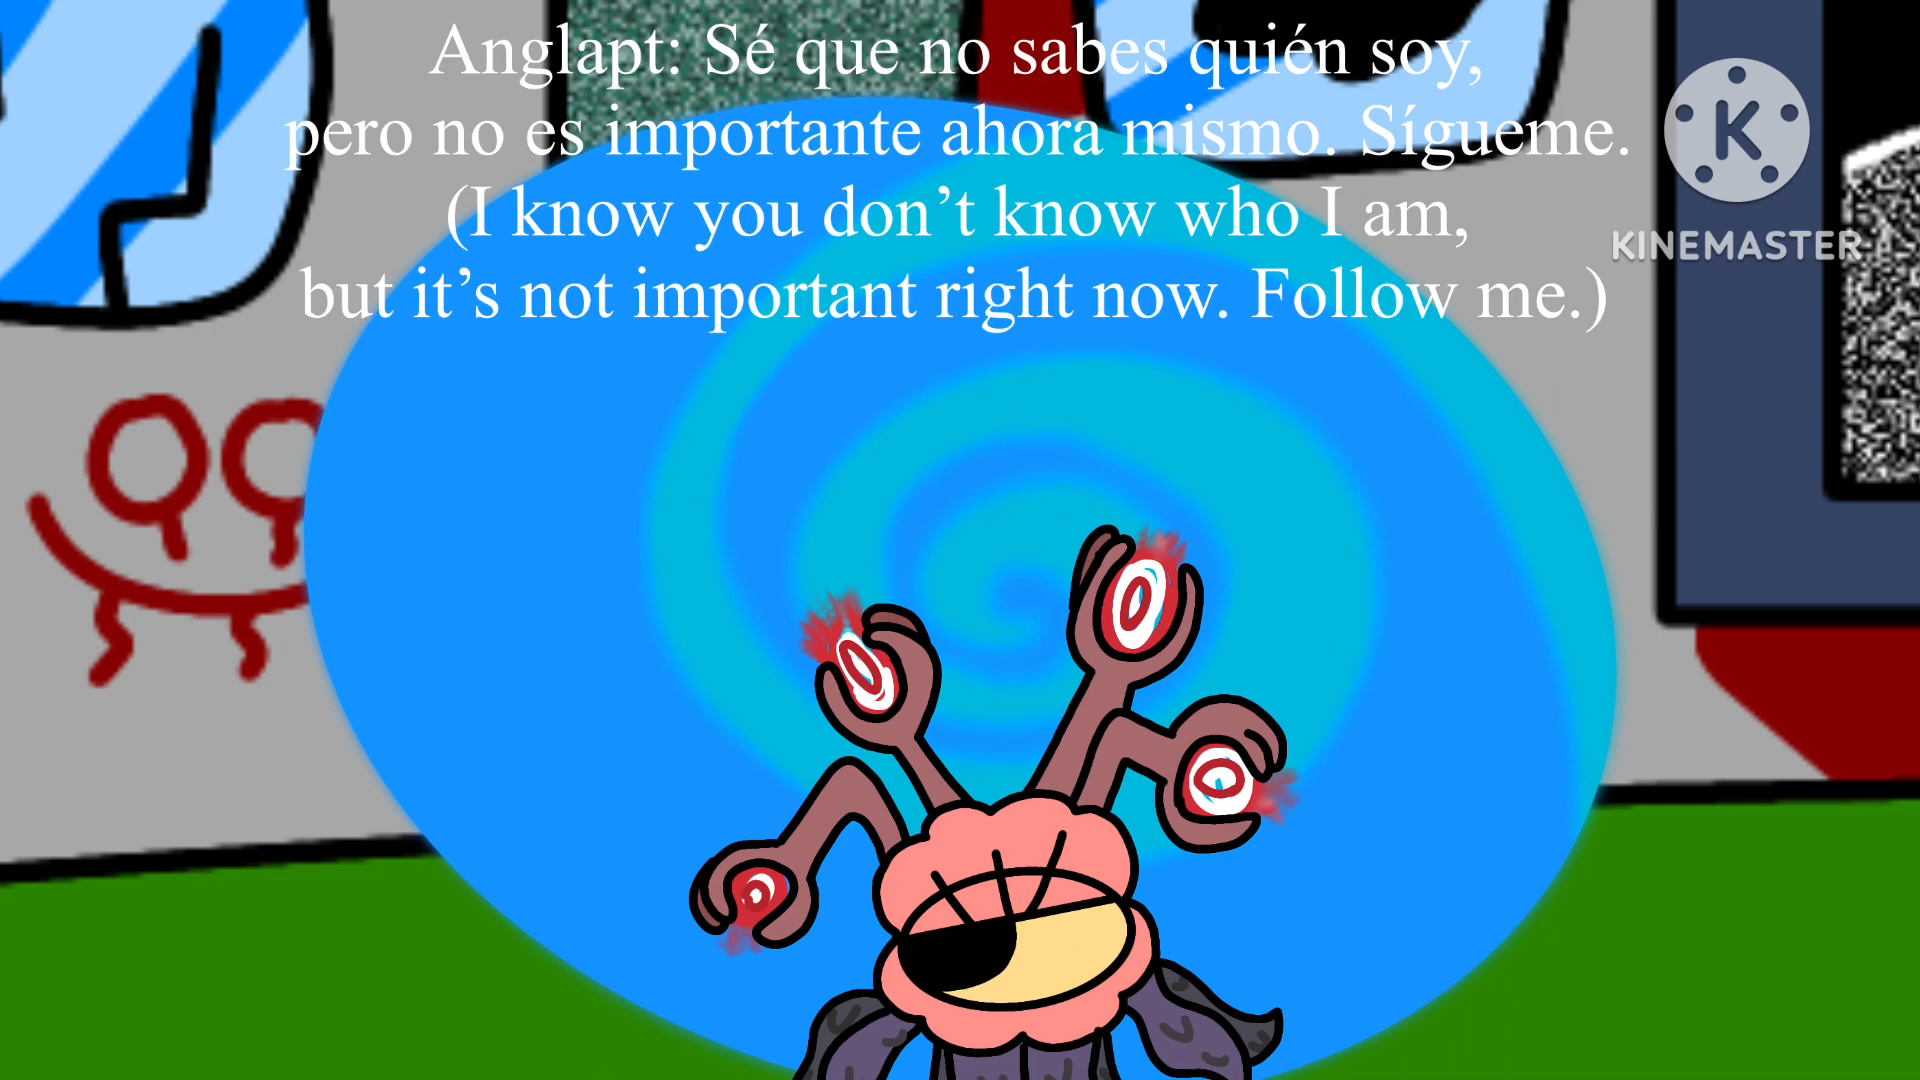 Anglapt: Sé que no sabes quién soy,
pero no es importante ahora mismo. Sígueme.
(I know you don’t know who I am,
but it’s not important right now. Follow me.)
K
KINEMASTER